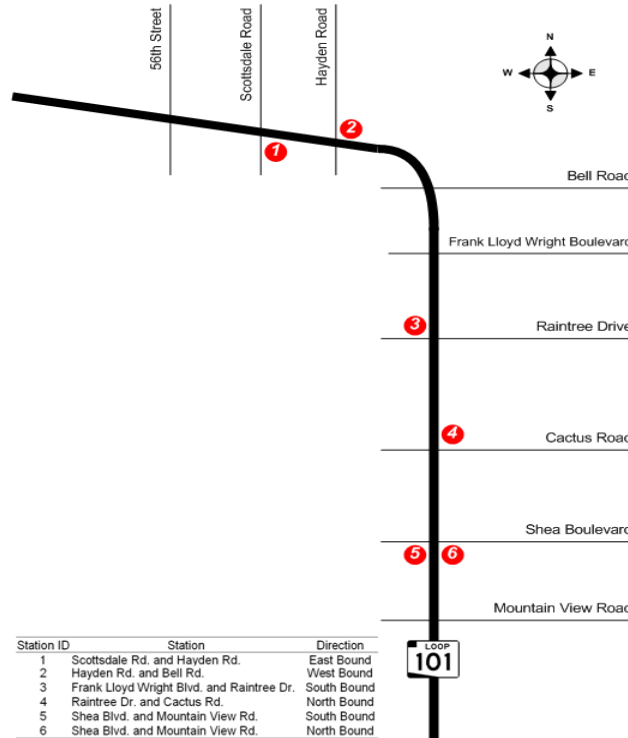 56th Street
Scottsdale Road
Hayden Road
N
W E
S
2
1
Bell Road
Frank Lloyd Wright Boulevard
3
Raintree Drive
4
Cactus Road
Shea Boulevard
5 6
Mountain View Road
LOOP
101
Station ID Station Direction
1 Scottsdale Rd. and Hayden Rd. East Bound
2 Hayden Rd. and Bell Rd. West Bound
3 Frank Lloyd Wright Blvd. and Raintree Dr. South Bound
4 Raintree Dr. and Cactus Rd. North Bound
5 Shea Blvd. and Mountain View Rd. South Bound
6 Shea Blvd. and Mountain View Rd. North Bound